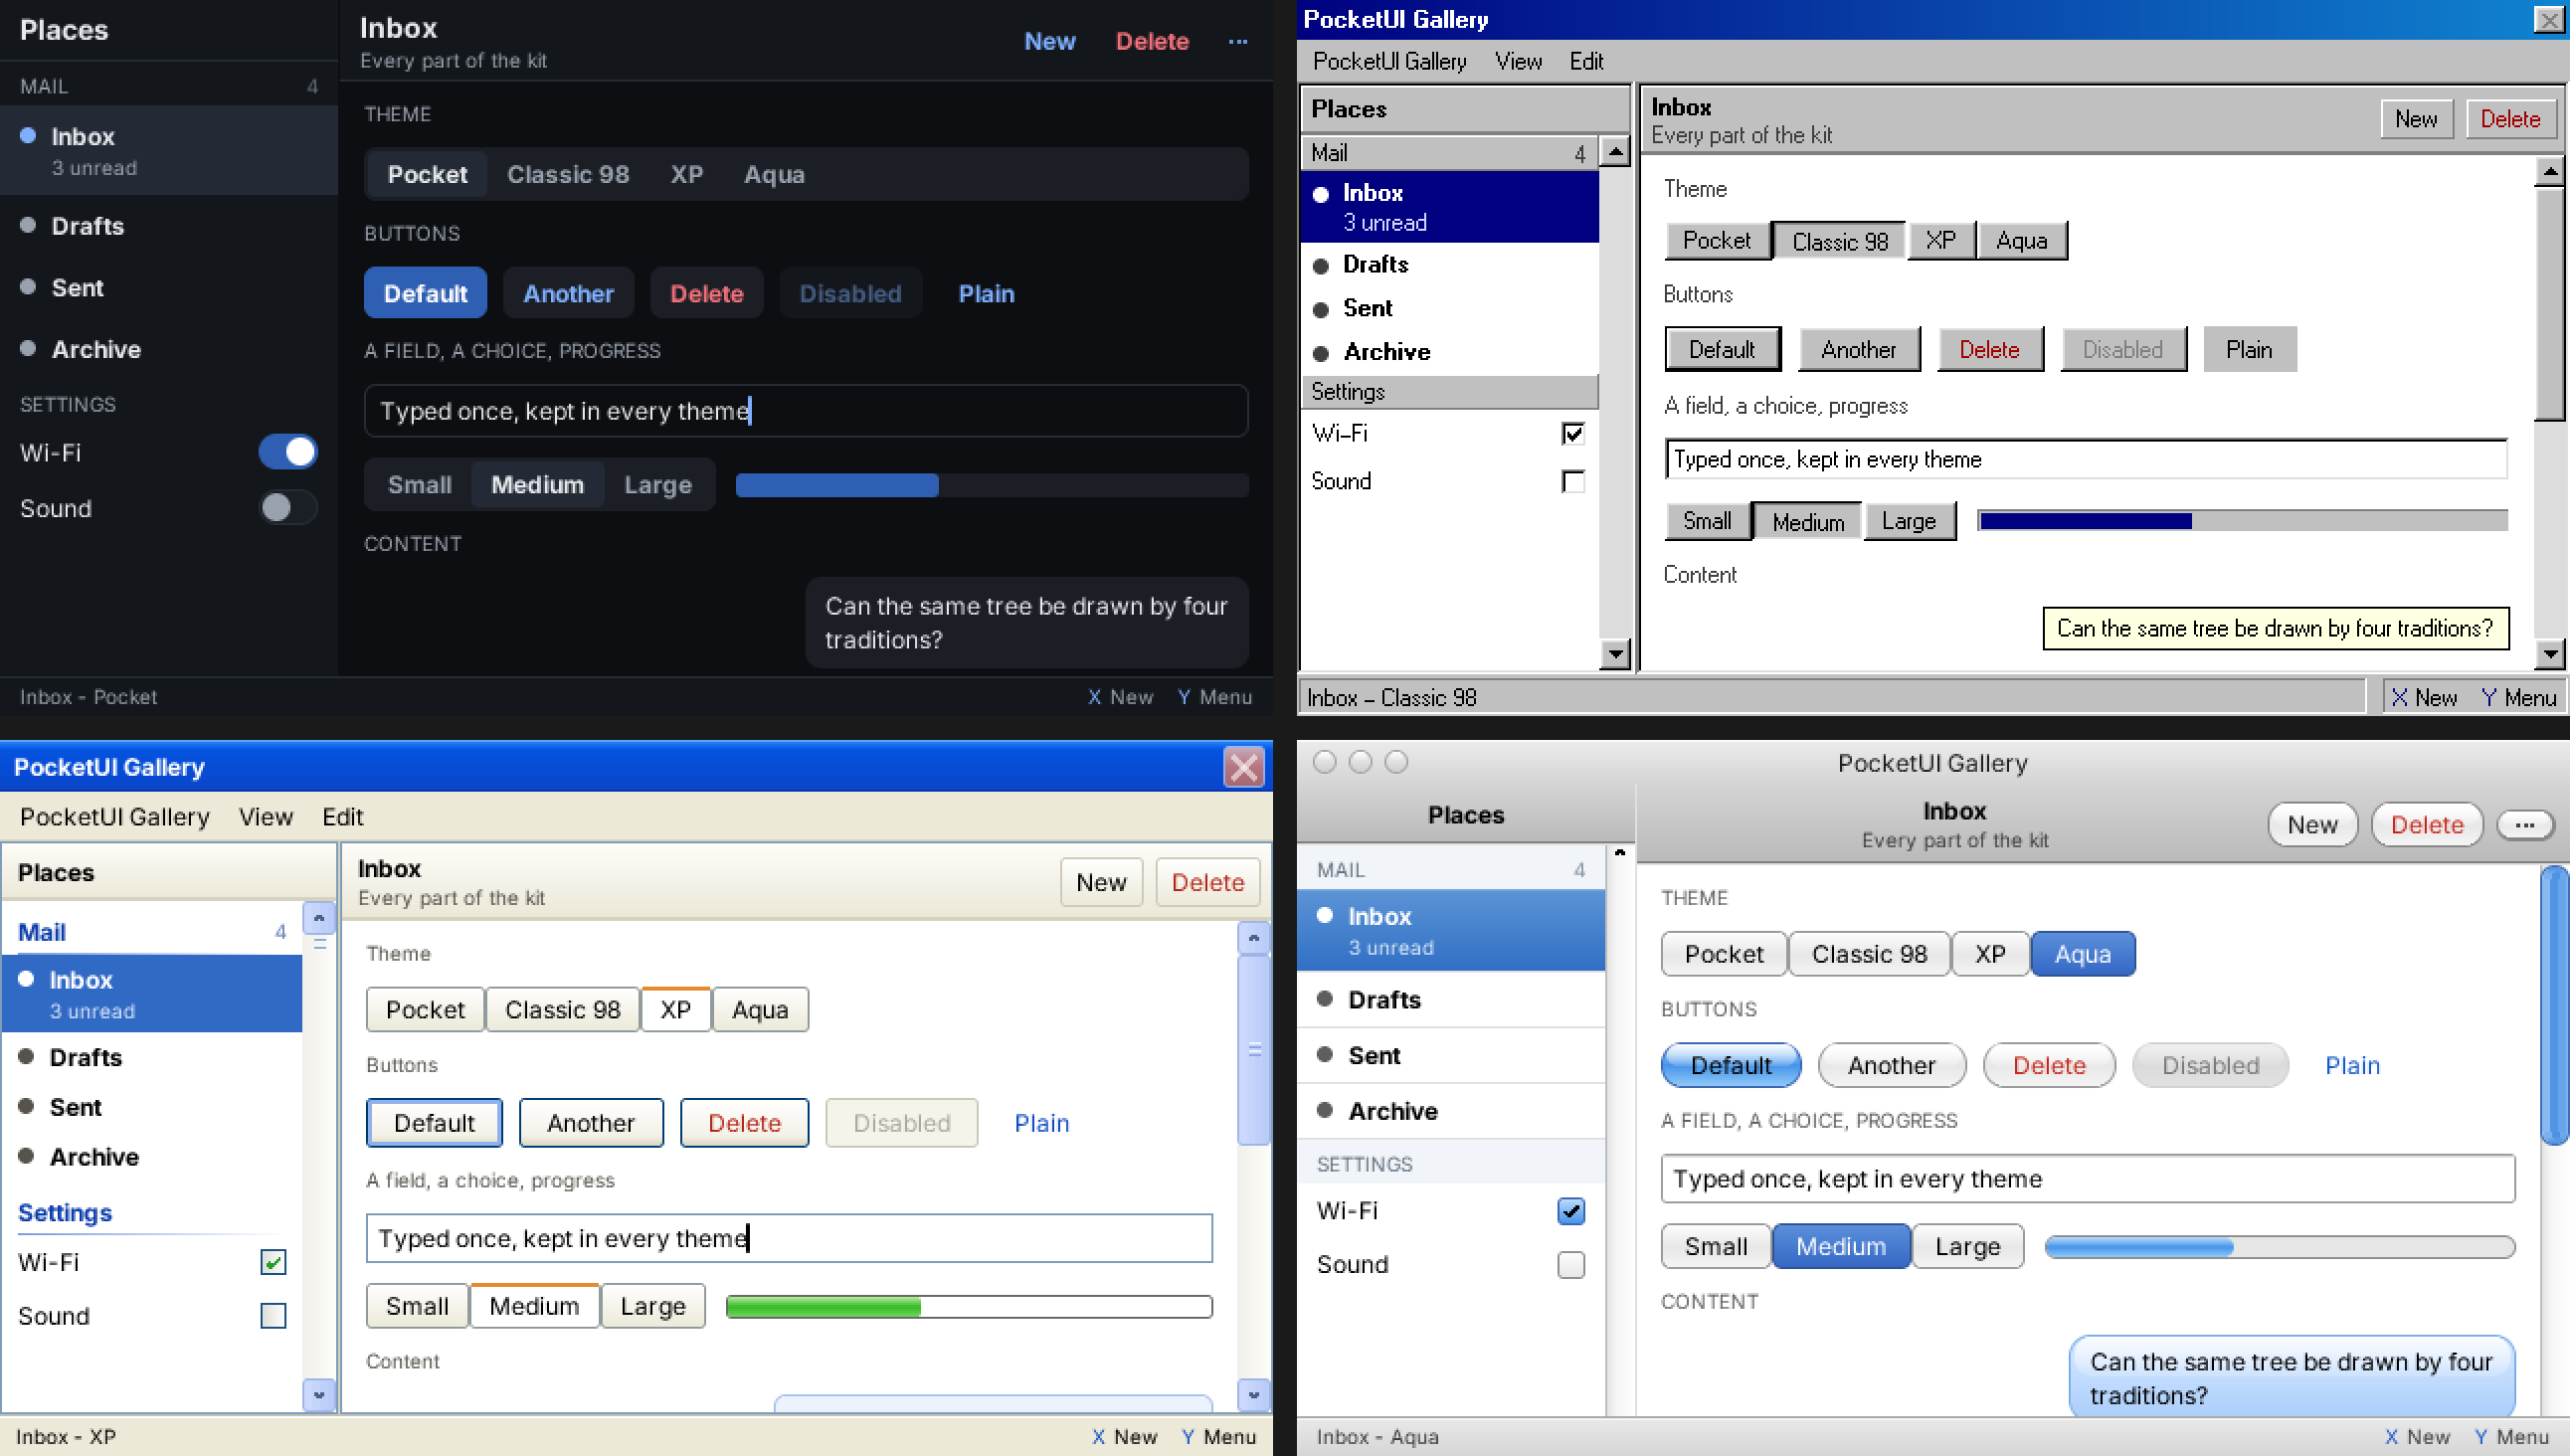 Places
MAIL 4
Inbox
3 unread
Drafts
Sent
Archive
SETTINGS
Wi-Fi
Sound
Inbox
Every part of the kit
New Delete ...
THEME
Pocket Classic 98 XP Aqua
BUTTONS
Default Another Delete Disabled Plain
A FIELD, A CHOICE, PROGRESS
Typed once, kept in every theme
Small Medium Large
CONTENT
Can the same tree be drawn by four
traditions?
Inbox - Pocket X New Y Menu
PocketUI Gallery
PocketUI Gallery View Edit
Places
Mail 4
Inbox
3 unread
Drafts
Sent
Archive
Settings
Wi-Fi
Sound
Inbox
Every part of the kit
New Delete
Theme
Pocket Classic 98 XP Aqua
Buttons
Default Another Delete Disabled Plain
A field, a choice, progress
Typed once, kept in every theme
Small Medium Large
Content
Can the same tree be drawn by four traditions?
Inbox - Classic 98 X New Y Menu
PocketUI Gallery
PocketUI Gallery View Edit
Places
Mail 4
Inbox
3 unread
Drafts
Sent
Archive
Settings
Wi-Fi
Sound
Inbox
Every part of the kit
New Delete
Theme
Pocket Classic 98 XP Aqua
Buttons
Default Another Delete Disabled Plain
A field, a choice, progress
Typed once, kept in every theme
Small Medium Large
Content
Inbox - XP X New Y Menu
PocketUI Gallery
Places
MAIL 4
Inbox
3 unread
Drafts
Sent
Archive
SETTINGS
Wi-Fi
Sound
Inbox
Every part of the kit
New Delete ...
THEME
Pocket Classic 98 XP Aqua
BUTTONS
Default Another Delete Disabled Plain
A FIELD, A CHOICE, PROGRESS
Typed once, kept in every theme
Small Medium Large
CONTENT
Can the same tree be drawn by four
traditions?
Inbox - Aqua X New Y Menu